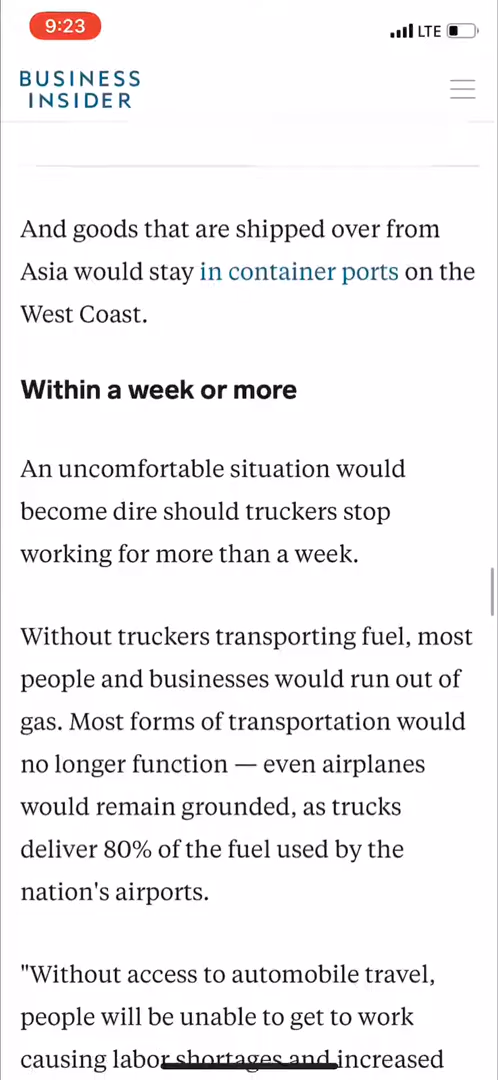 9:23
LTE
BUSINESS
INSIDER
And goods that are shipped over from
Asia would stay in container ports on the
West Coast.
Within a week or more
An uncomfortable situation would
become dire should truckers stop
working for more than a week.
Without truckers transporting fuel, most
people and businesses would run out of
gas. Most forms of transportation would
no longer function — even airplanes
would remain grounded, as trucks
deliver 80% of the fuel used by the
nation's airports.
"Without access to automobile travel,
people will be unable to get to work
causing labor shortages and increased